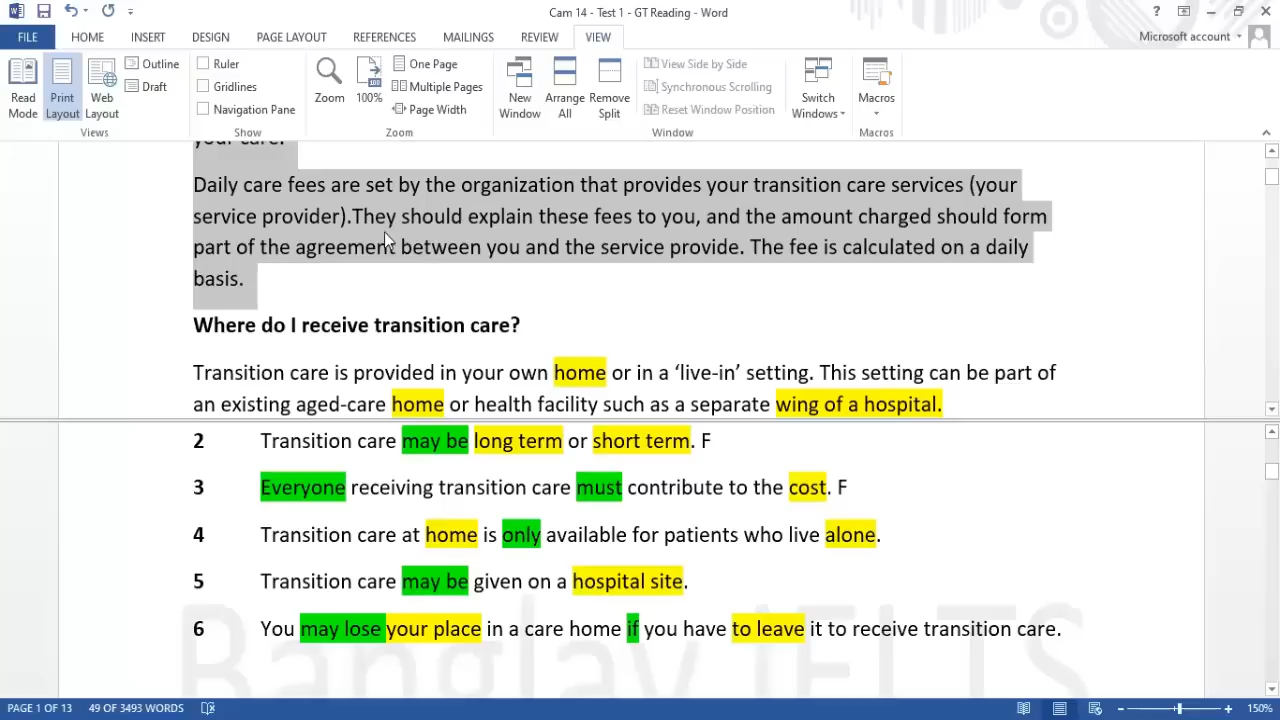 Cam 14 - Test 1 - GT Reading - Word
?
FILE HOME INSERT DESIGN PAGE LAYOUT REFERENCES MAILINGS REVIEW VIEW Microsoft account
Read Mode
Print Layout
Web Layout
Outline
Draft
Views
Ruler
Gridlines
Navigation Pane
Show
Zoom
100%
One Page
Multiple Pages
Page Width
Zoom
New Window
Arrange All
Remove Split
View Side by Side
Synchronous Scrolling
Reset Window Position
Window
Switch Windows
Macros
Macros
your care.
Daily care fees are set by the organization that provides your transition care services (your
service provider).They should explain these fees to you, and the amount charged should form
part of the agreement between you and the service provide. The fee is calculated on a daily
basis.
Where do I receive transition care?
Transition care is provided in your own home or in a ‘live-in’ setting. This setting can be part of
an existing aged-care home or health facility such as a separate wing of a hospital.
2 Transition care may be long term or short term. F
3 Everyone receiving transition care must contribute to the cost. F
4 Transition care at home is only available for patients who live alone.
5 Transition care may be given on a hospital site.
6 You may lose your place in a care home if you have to leave it to receive transition care.
Banglay IELTS
PAGE 1 OF 13 49 OF 3493 WORDS 150%